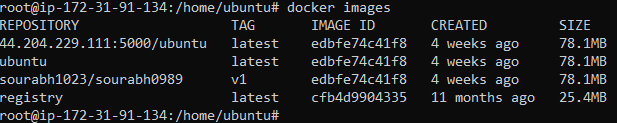 root@ip-172-31-91-134:/home/ubuntu# docker images
REPOSITORY TAG IMAGE ID CREATED SIZE
44.204.229.111:5000/ubuntu latest edbfe74c41f8 4 weeks ago 78.1MB
ubuntu latest edbfe74c41f8 4 weeks ago 78.1MB
sourabh1023/sourabh0989 v1 edbfe74c41f8 4 weeks ago 78.1MB
registry latest cfb4d9904335 11 months ago 25.4MB
root@ip-172-31-91-134:/home/ubuntu#